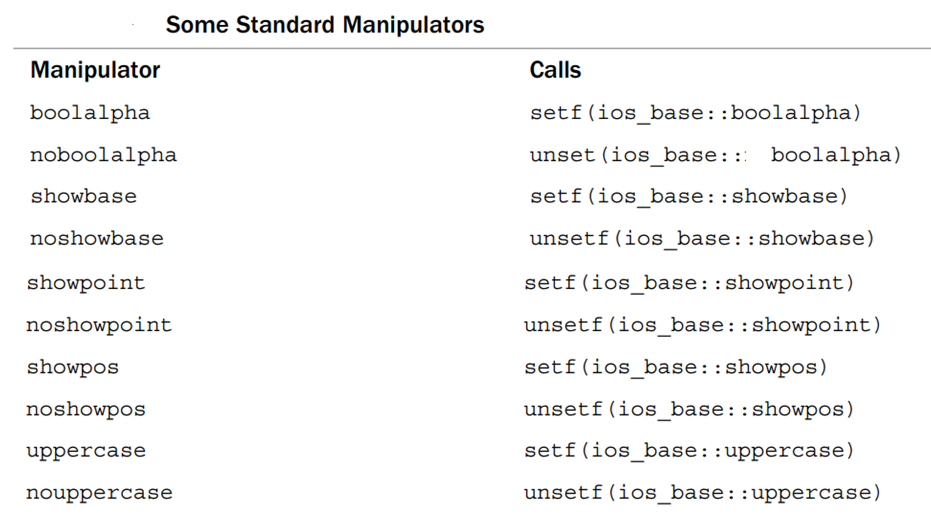 Some Standard Manipulators
Manipulator Calls
boolalpha setf(ios_base::boolalpha)
noboolalpha unset(ios_base:: boolalpha)
showbase setf(ios_base::showbase)
noshowbase unsetf(ios_base::showbase)
showpoint setf(ios_base::showpoint)
noshowpoint unsetf(ios_base::showpoint)
showpos setf(ios_base::showpos)
noshowpos unsetf(ios_base::showpos)
uppercase setf(ios_base::uppercase)
nouppercase unsetf(ios_base::uppercase)